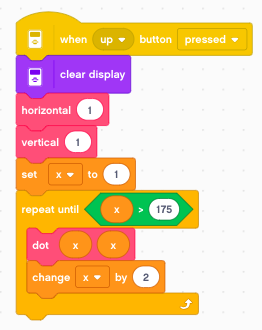 when up button pressed
clear display
horizontal 1
vertical 1
set x to 1
repeat until x > 175
dot x x
change x by 2